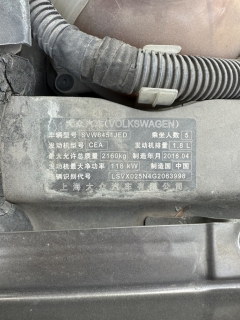 大众汽车(VOLKSWAGEN)
车辆型号 SVW6451JED 乘坐人数 5
发动机型号 CEA 发动机排量 1.8 L
最大允许总质量 2160kg 制造年月 2016.04
发动机最大净功率 118 kW 制造国 中国
车辆识别代号 LSVX025N4G2063998
上海大众汽车有限公司